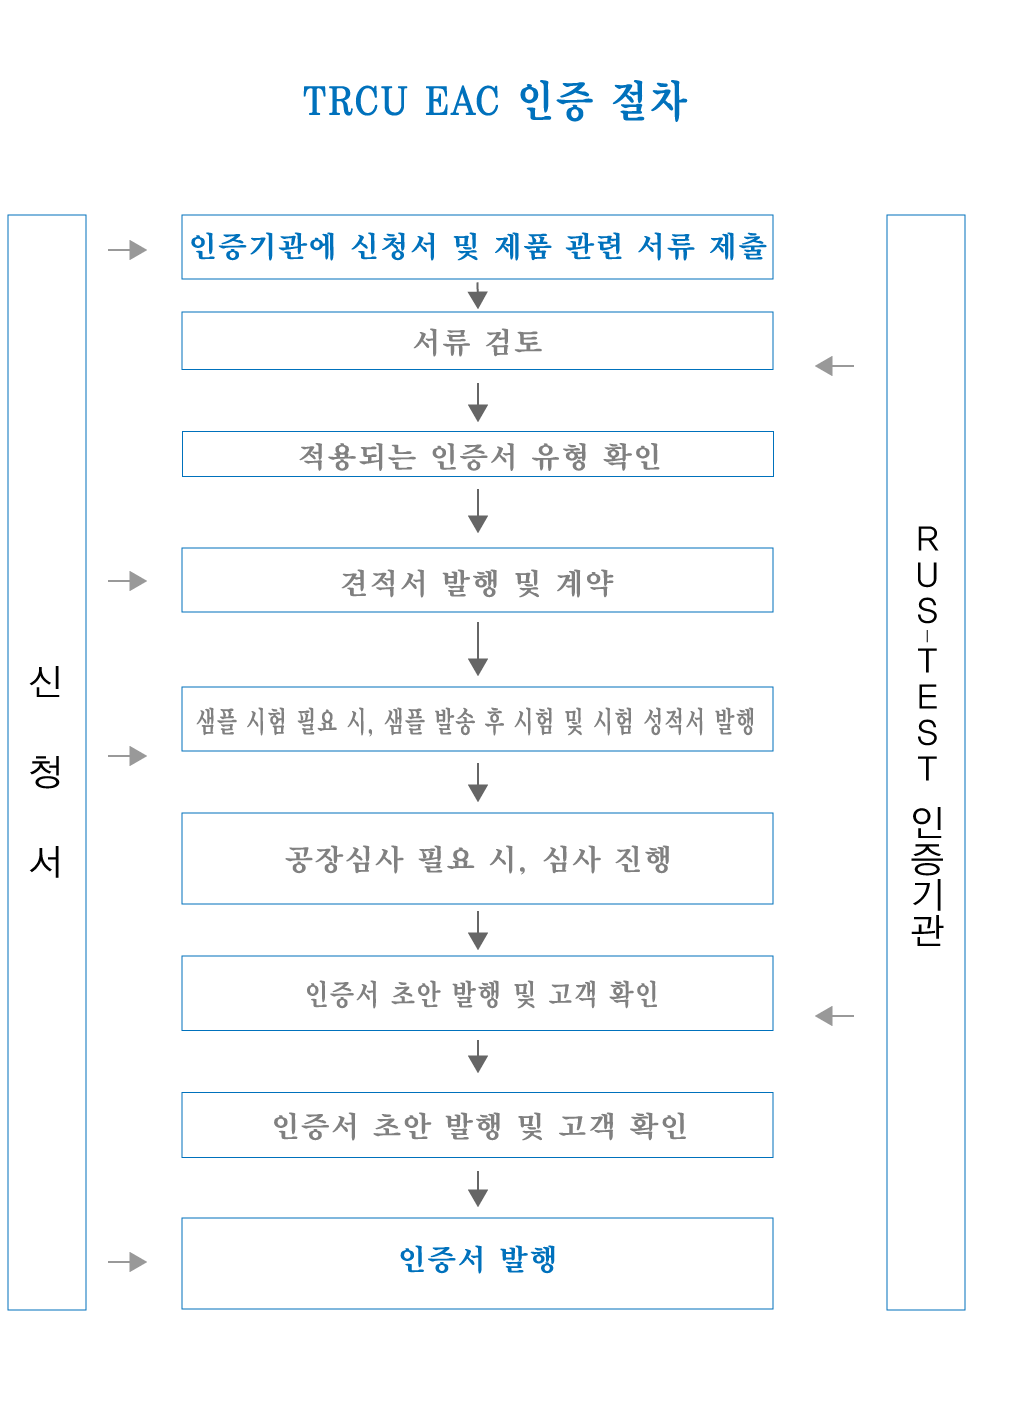 TRCU EAC 인증 절차
인증기관에 신청서 및 제품 관련 서류 제출
서류 검토
적용되는 인증서 유형 확인
견적서 발행 및 계약
샘플 시험 필요 시, 샘플 발송 후 시험 및 시험 성적서 발행
공장심사 필요 시, 심사 진행
인증서 초안 발행 및 고객 확인
인증서 초안 발행 및 고객 확인
인증서 발행
신청서
RUS-TEST 인증기관